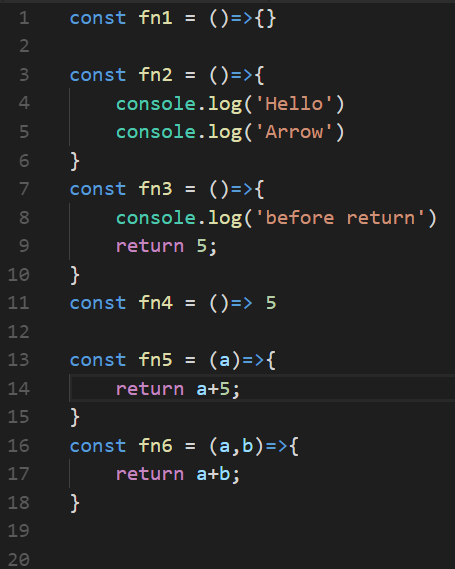 1 const fn1 = ()=>{}
2
3 const fn2 = ()=>{
4     console.log('Hello')
5     console.log('Arrow')
6 }
7 const fn3 = ()=>{
8     console.log('before return')
9     return 5;
10 }
11 const fn4 = ()=> 5
12
13 const fn5 = (a)=>{
14     return a+5;
15 }
16 const fn6 = (a,b)=>{
17     return a+b;
18 }
19
20